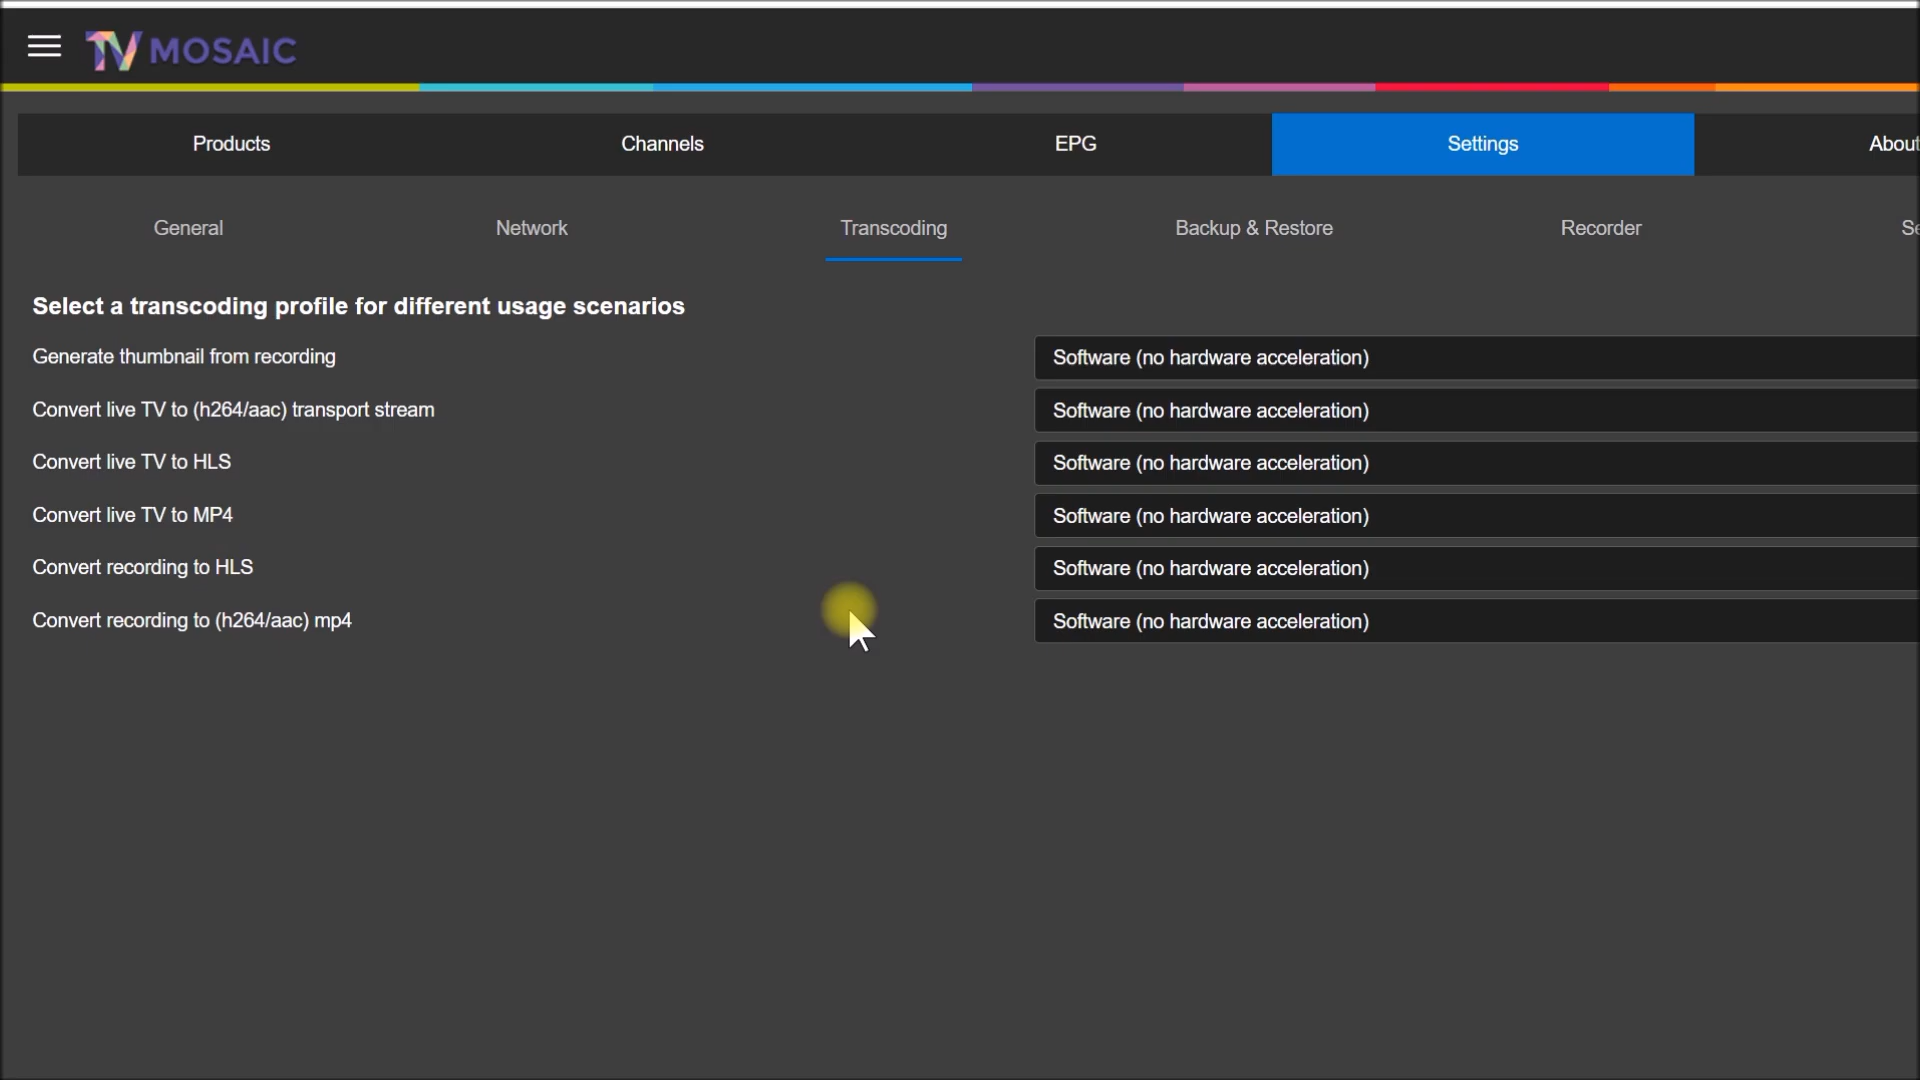 TV MOSAIC
Products Channels EPG Settings About
General Network Transcoding Backup & Restore Recorder
Select a transcoding profile for different usage scenarios
Generate thumbnail from recording Software (no hardware acceleration)
Convert live TV to (h264/aac) transport stream Software (no hardware acceleration)
Convert live TV to HLS Software (no hardware acceleration)
Convert live TV to MP4 Software (no hardware acceleration)
Convert recording to HLS Software (no hardware acceleration)
Convert recording to (h264/aac) mp4 Software (no hardware acceleration)